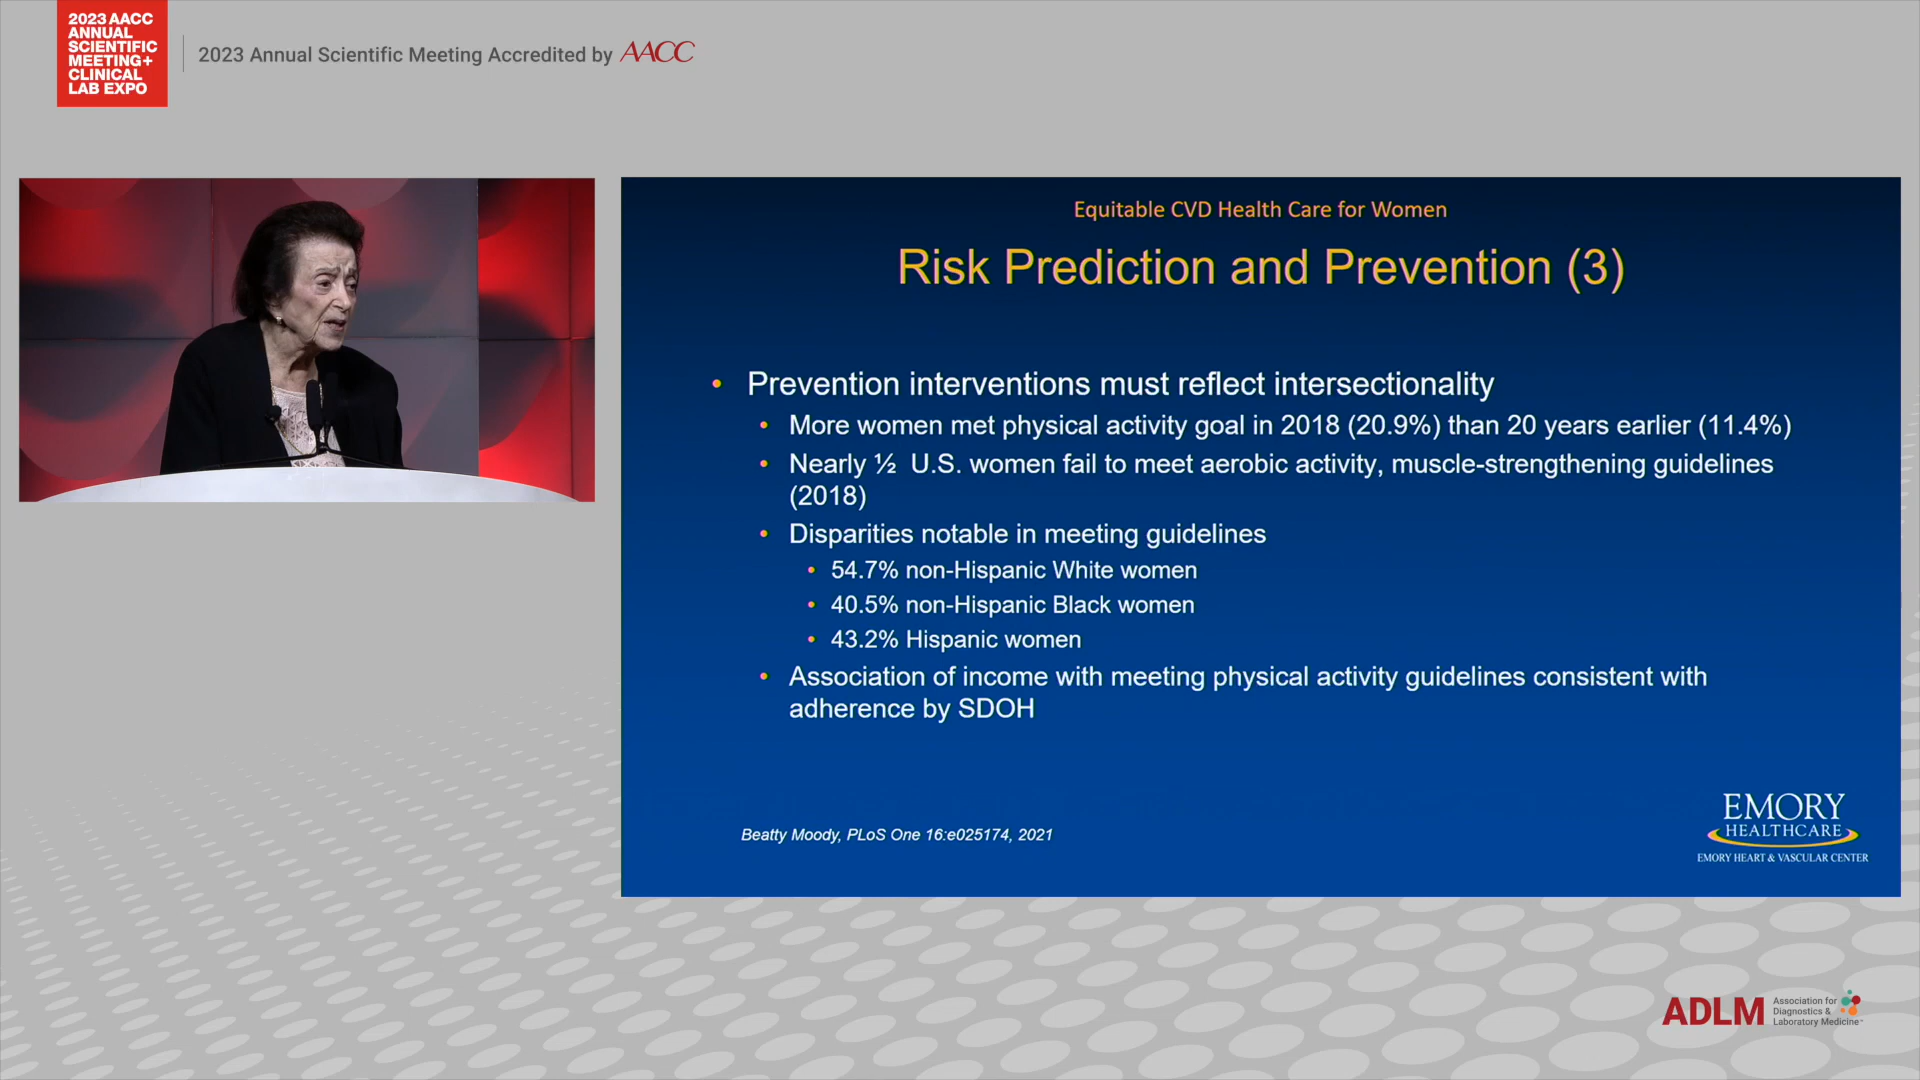 2023 AACC
ANNUAL
SCIENTIFIC
MEETING+
CLINICAL
LAB EXPO
2023 Annual Scientific Meeting Accredited by AACC
Equitable CVD Health Care for Women
Risk Prediction and Prevention (3)
• Prevention interventions must reflect intersectionality
• More women met physical activity goal in 2018 (20.9%) than 20 years earlier (11.4%)
• Nearly ½ U.S. women fail to meet aerobic activity, muscle-strengthening guidelines
(2018)
• Disparities notable in meeting guidelines
• 54.7% non-Hispanic White women
• 40.5% non-Hispanic Black women
• 43.2% Hispanic women
• Association of income with meeting physical activity guidelines consistent with
adherence by SDOH
Beatty Moody, PLoS One 16:e025174, 2021
EMORY
HEALTHCARE
EMORY HEART & VASCULAR CENTER
ADLM
Association for
Diagnostics &
Laboratory Medicine